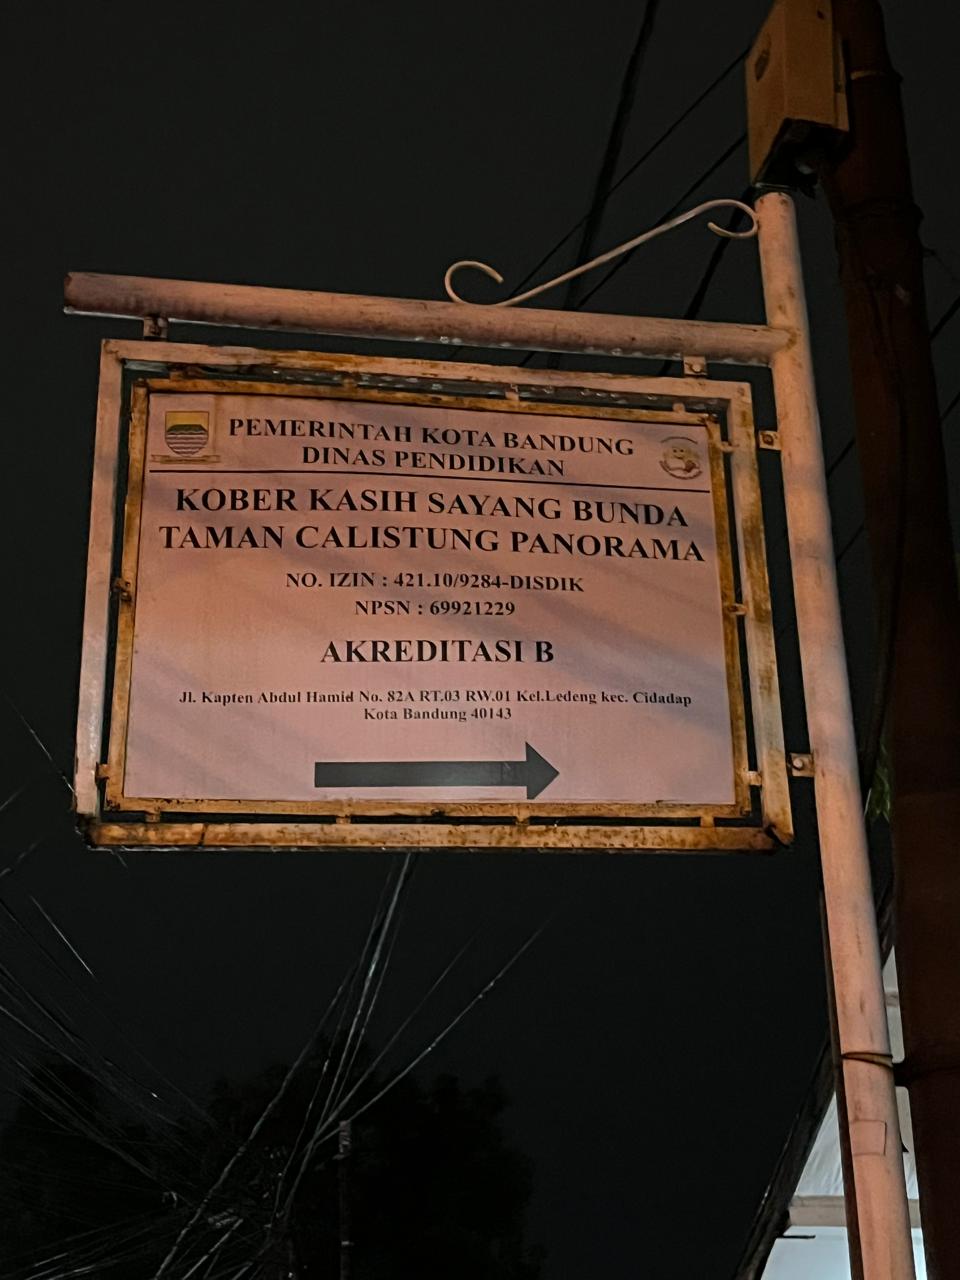 PEMERINTAH KOTA BANDUNG
DINAS PENDIDIKAN
KOBER KASIH SAYANG BUNDA
TAMAN CALISTUNG PANORAMA
NO. IZIN : 421.10/9284-DISDIK
NPSN : 69921229
AKREDITASI B
Jl. Kapten Abdul Hamid No. 82A RT.03 RW.01 Kel.Ledeng kec. Cidadap
Kota Bandung 40143